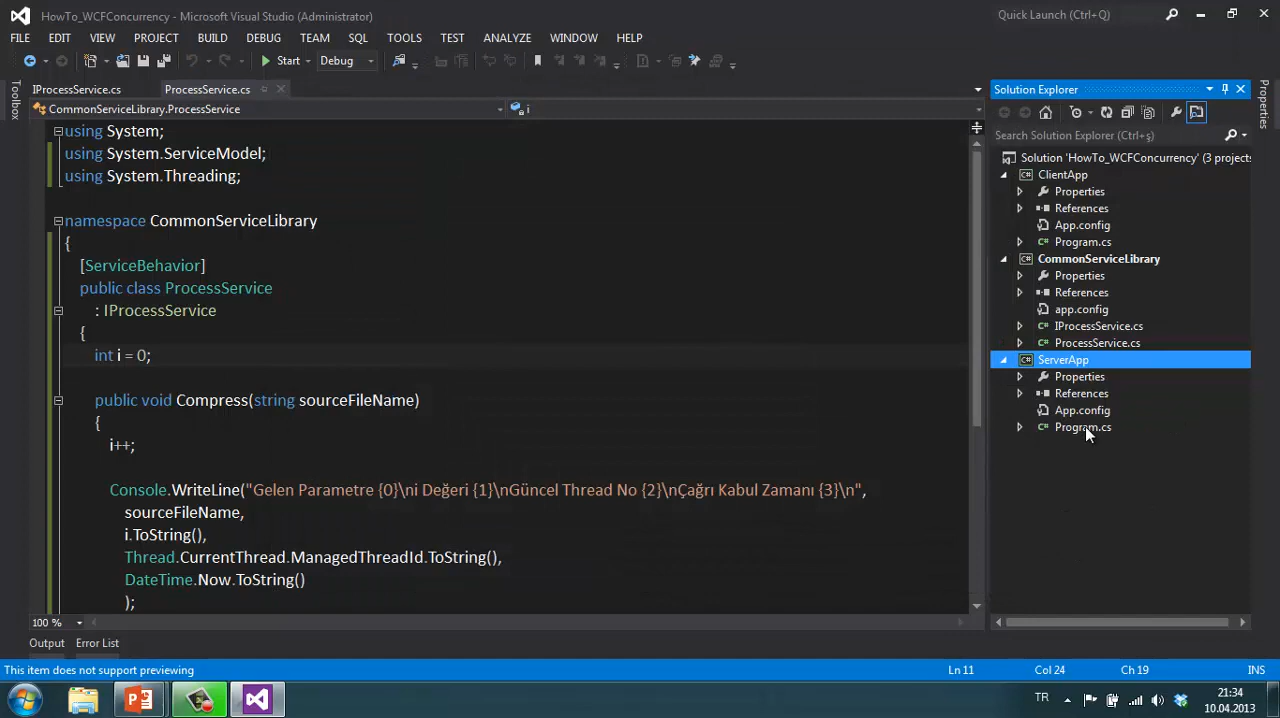 HowTo_WCFConcurrency - Microsoft Visual Studio (Administrator)
Quick Launch (Ctrl+Q)
FILE EDIT VIEW PROJECT BUILD DEBUG TEAM SQL TOOLS TEST ANALYZE WINDOW HELP
Start Debug
Toolbox
IProcessService.cs ProcessService.cs
CommonServiceLibrary.ProcessService i
using System;
using System.ServiceModel;
using System.Threading;
namespace CommonServiceLibrary
{
[ServiceBehavior]
public class ProcessService
: IProcessService
{
int i = 0;
public void Compress(string sourceFileName)
{
i++;
Console.WriteLine("Gelen Parametre {0}\ni Değeri {1}\nGüncel Thread No {2}\nÇağrı Kabul Zamanı {3}\n",
sourceFileName,
i.ToString(),
Thread.CurrentThread.ManagedThreadId.ToString(),
DateTime.Now.ToString()
);
100 %
Output Error List
Solution Explorer
Search Solution Explorer (Ctrl+ş)
Solution 'HowTo_WCFConcurrency' (3 projects
ClientApp
Properties
References
App.config
Program.cs
CommonServiceLibrary
Properties
References
app.config
IProcessService.cs
ProcessService.cs
ServerApp
Properties
References
App.config
Program.cs
Properties
This item does not support previewing Ln 11 Col 24 Ch 19 INS
TR
21:34
10.04.2013